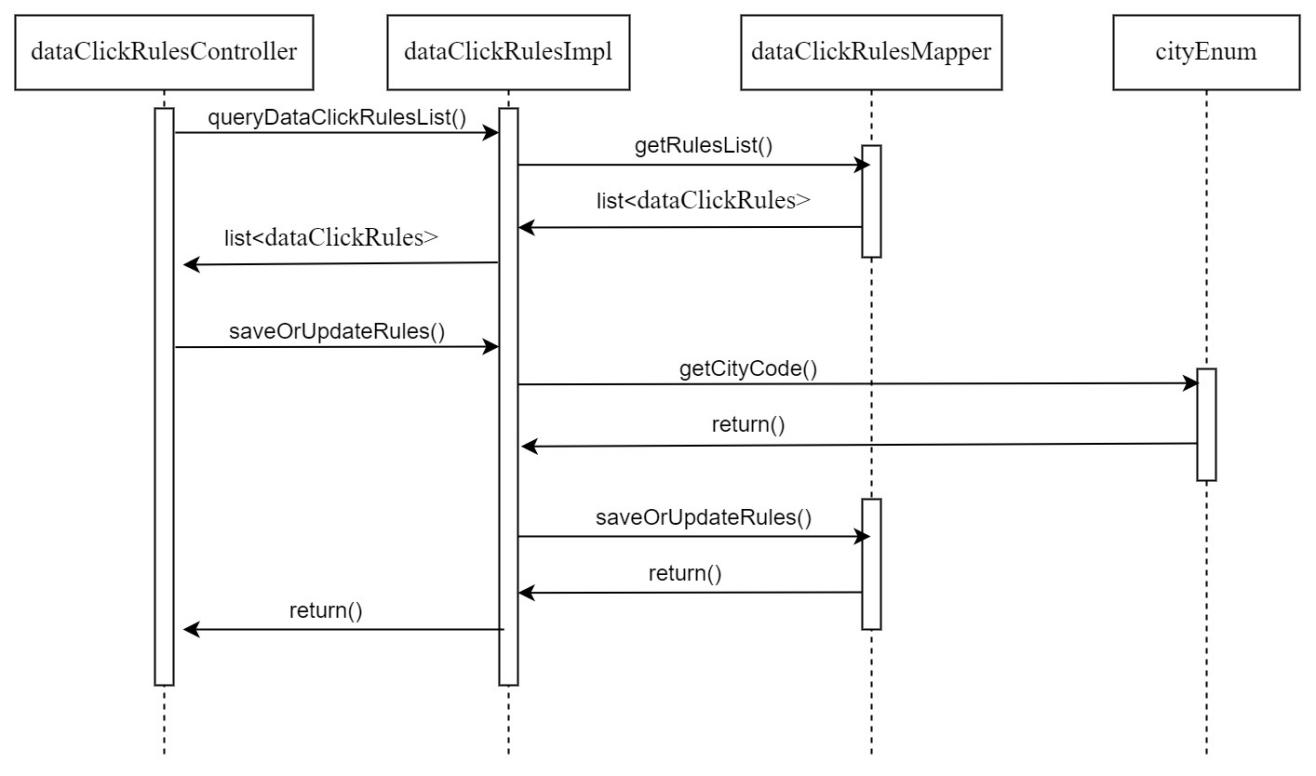 dataClickRulesController
dataClickRulesImpl
dataClickRulesMapper
cityEnum
queryDataClickRulesList()
getRulesList()
list<dataClickRules>
list<dataClickRules>
saveOrUpdateRules()
getCityCode()
return()
saveOrUpdateRules()
return()
return()